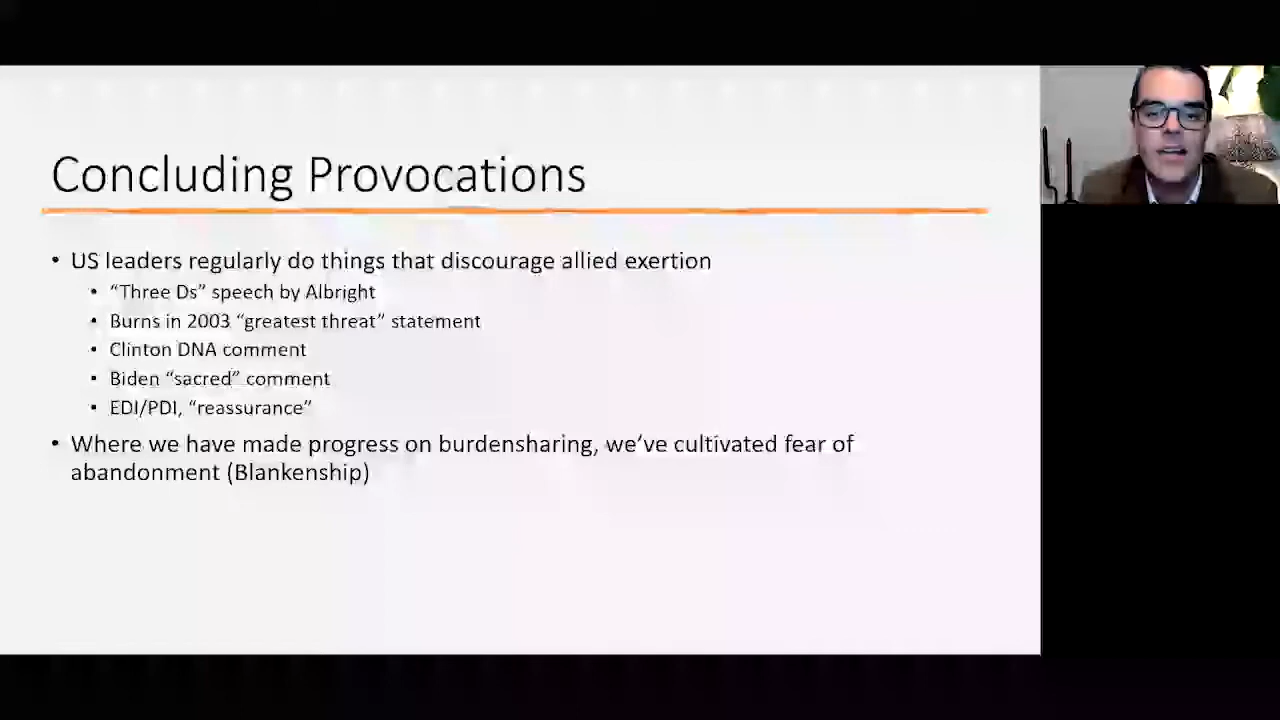 Concluding Provocations
• US leaders regularly do things that discourage allied exertion
• “Three Ds” speech by Albright
• Burns in 2003 “greatest threat” statement
• Clinton DNA comment
• Biden “sacred” comment
• EDI/PDI, “reassurance”
• Where we have made progress on burdensharing, we’ve cultivated fear of
abandonment (Blankenship)